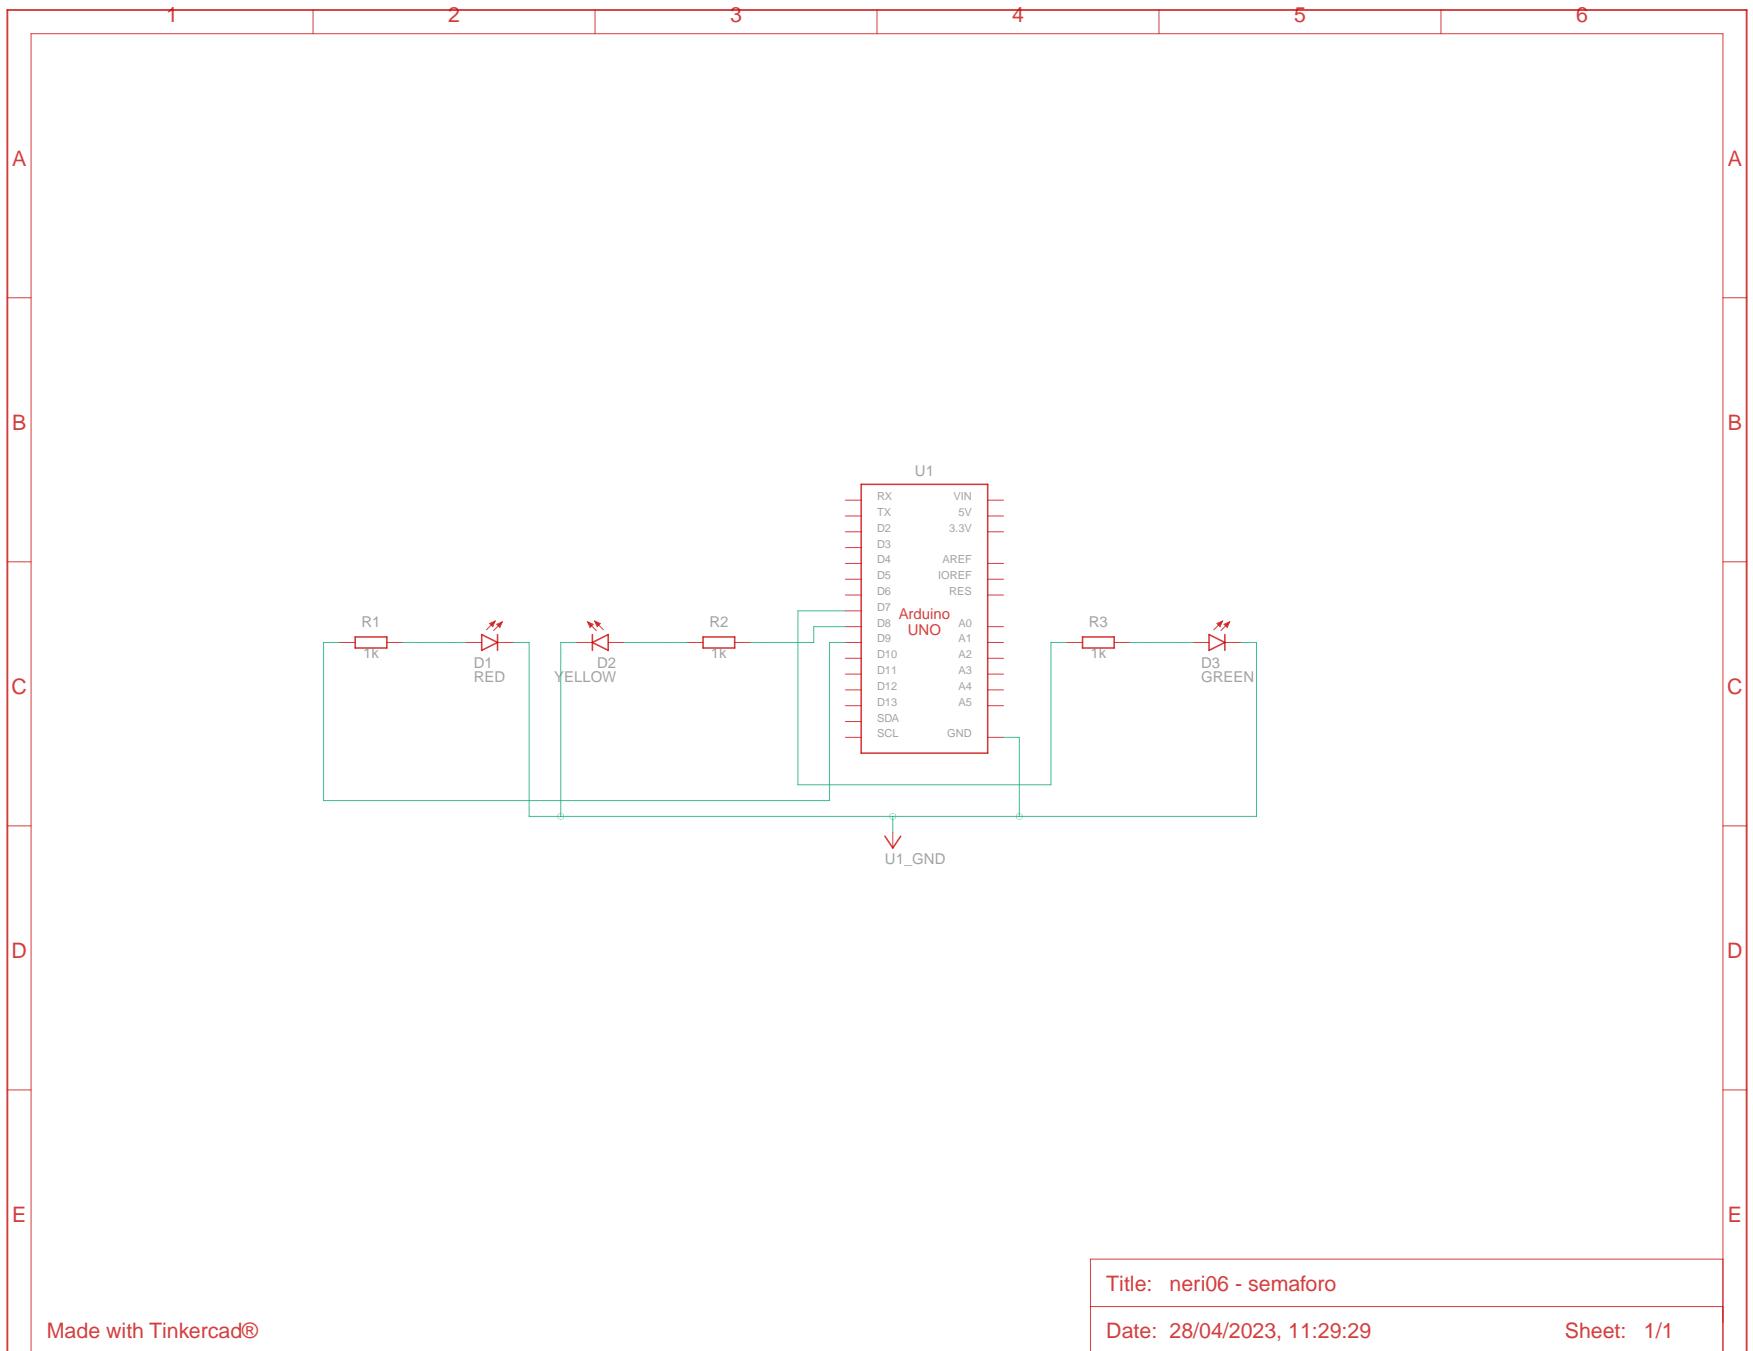 1 2 3 4 5 6
A A
B B
U1
RX VIN
TX 5V
D2 3.3V
D3
D4 AREF
D5 IOREF
D6 RES
D7
Arduino
UNO
D8 A0
D9 A1
D10 A2
D11 A3
D12 A4
D13 A5
SDA
SCL GND
R1
1k
D1
RED
D2
YELLOW
R2
1k
R3
1k
D3
GREEN
C C
U1_GND
D D
E E
Title: neri06 - semaforo
Made with Tinkercad®
Date: 28/04/2023, 11:29:29 Sheet: 1/1